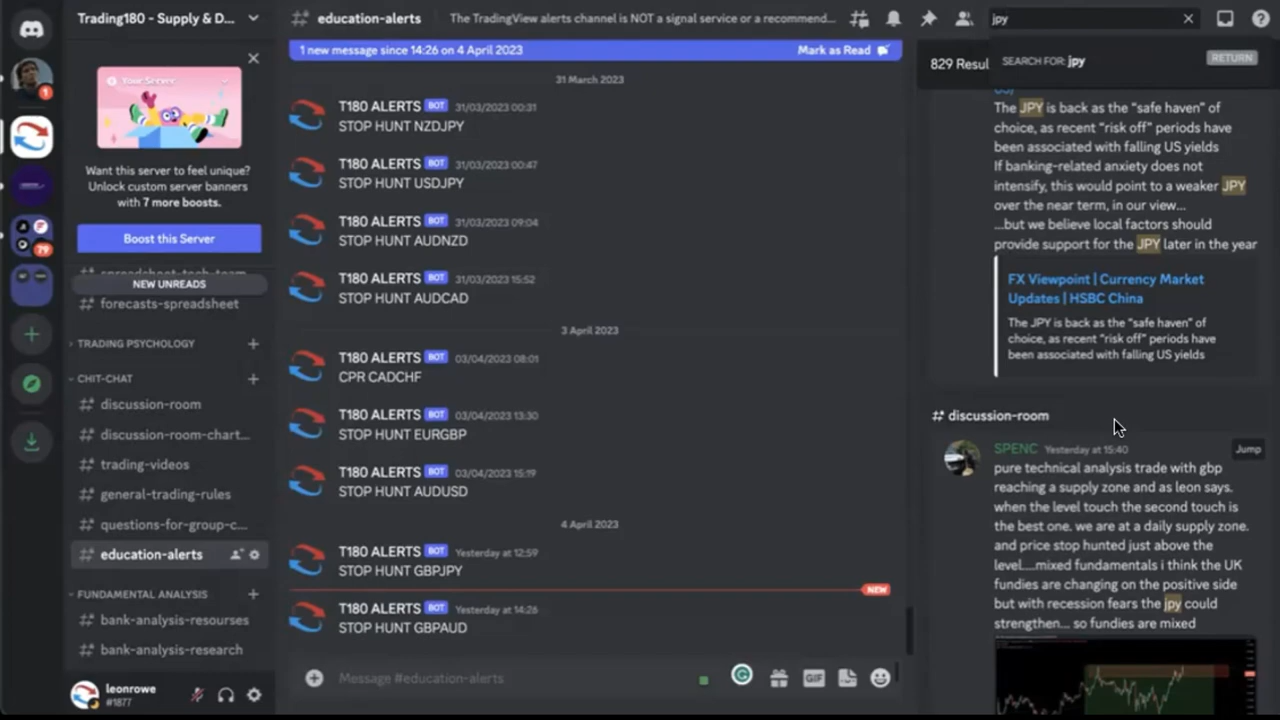 Trading180 - Supply & D...
Your Server
Want this server to feel unique?
Unlock custom server banners
with 7 more boosts.
Boost this Server
NEW UNREADS
forecasts-spreadsheet
TRADING PSYCHOLOGY
CHIT-CHAT
discussion-room
discussion-room-chart...
trading-videos
general-trading-rules
questions-for-group-c...
education-alerts
FUNDAMENTAL ANALYSIS
bank-analysis-resourses
bank-analysis-research
leonrowe
#1877
1
79
education-alerts
The TradingView alerts channel is NOT a signal service or a recommend...
1 new message since 14:26 on 4 April 2023
Mark as Read
31 March 2023
T180 ALERTS BOT 31/03/2023 00:31
STOP HUNT NZDJPY
T180 ALERTS BOT 31/03/2023 00:47
STOP HUNT USDJPY
T180 ALERTS BOT 31/03/2023 09:04
STOP HUNT AUDNZD
T180 ALERTS BOT 31/03/2023 15:52
STOP HUNT AUDCAD
3 April 2023
T180 ALERTS BOT 03/04/2023 08:01
CPR CADCHF
T180 ALERTS BOT 03/04/2023 13:30
STOP HUNT EURGBP
T180 ALERTS BOT 03/04/2023 15:19
STOP HUNT AUDUSD
4 April 2023
T180 ALERTS BOT Yesterday at 12:59
STOP HUNT GBPJPY
NEW
T180 ALERTS BOT Yesterday at 14:26
STOP HUNT GBPAUD
Message #education-alerts
GIF
jpy
829 Resul
SEARCH FOR: jpy
RETURN
The JPY is back as the “safe haven” of
choice, as recent “risk off” periods have
been associated with falling US yields
If banking-related anxiety does not
intensify, this would point to a weaker JPY
over the near term, in our view...
...but we believe local factors should
provide support for the JPY later in the year
FX Viewpoint | Currency Market
Updates | HSBC China
The JPY is back as the “safe haven” of
choice, as recent “risk off” periods have
been associated with falling US yields
discussion-room
SPENC Yesterday at 15:40
Jump
pure technical analysis trade with gbp
reaching a supply zone and as leon says.
when the level touch the second touch is
the best one. we are at a daily supply zone.
and price stop hunted just above the
level....mixed fundamentals i think the UK
fundies are changing on the positive side
but with recession fears the jpy could
strengthen... so fundies are mixed